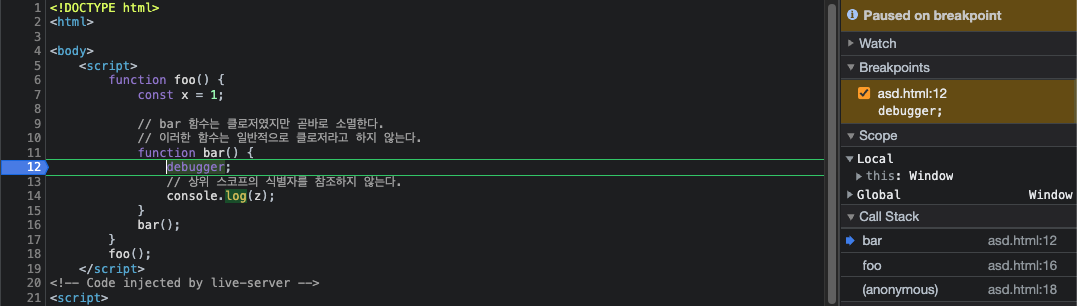 1 <!DOCTYPE html>
2 <html>
3
4 <body>
5 <script>
6 function foo() {
7 const x = 1;
8
9 // bar 함수는 클로저였지만 곧바로 소멸한다.
10 // 이러한 함수는 일반적으로 클로저라고 하지 않는다.
11 function bar() {
12 debugger;
13 // 상위 스코프의 식별자를 참조하지 않는다.
14 console.log(z);
15 }
16 bar();
17 }
18 foo();
19 </script>
20 <!-- Code injected by live-server -->
21 <script>
Paused on breakpoint
Watch
Breakpoints
asd.html:12
debugger;
Scope
Local
this: Window
Global Window
Call Stack
bar asd.html:12
foo asd.html:16
(anonymous) asd.html:18